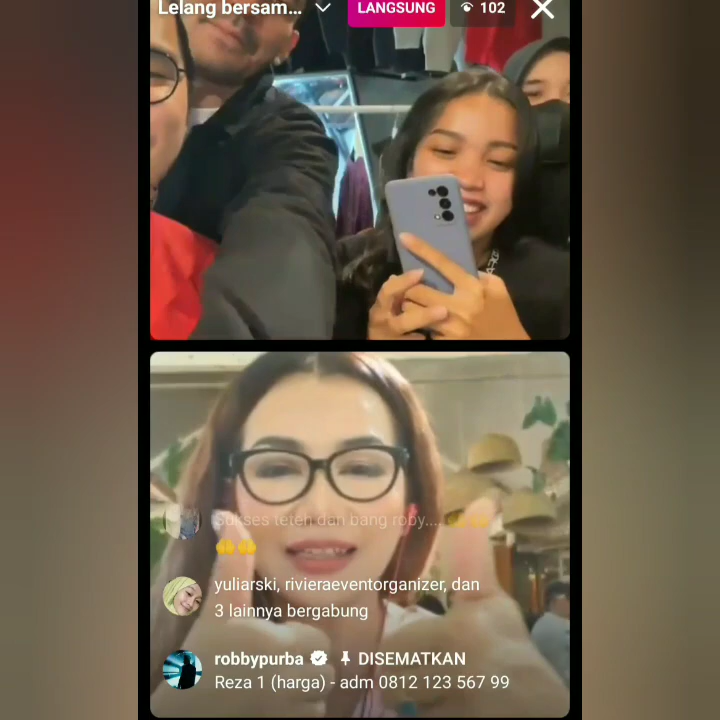 Lelang bersam...
LANGSUNG
102
Sukses teteh dan bang roby....
yuliarski, rivieraeventorganizer, dan
3 lainnya bergabung
robbypurba DISEMATKAN
Reza 1 (harga) - adm 0812 123 567 99